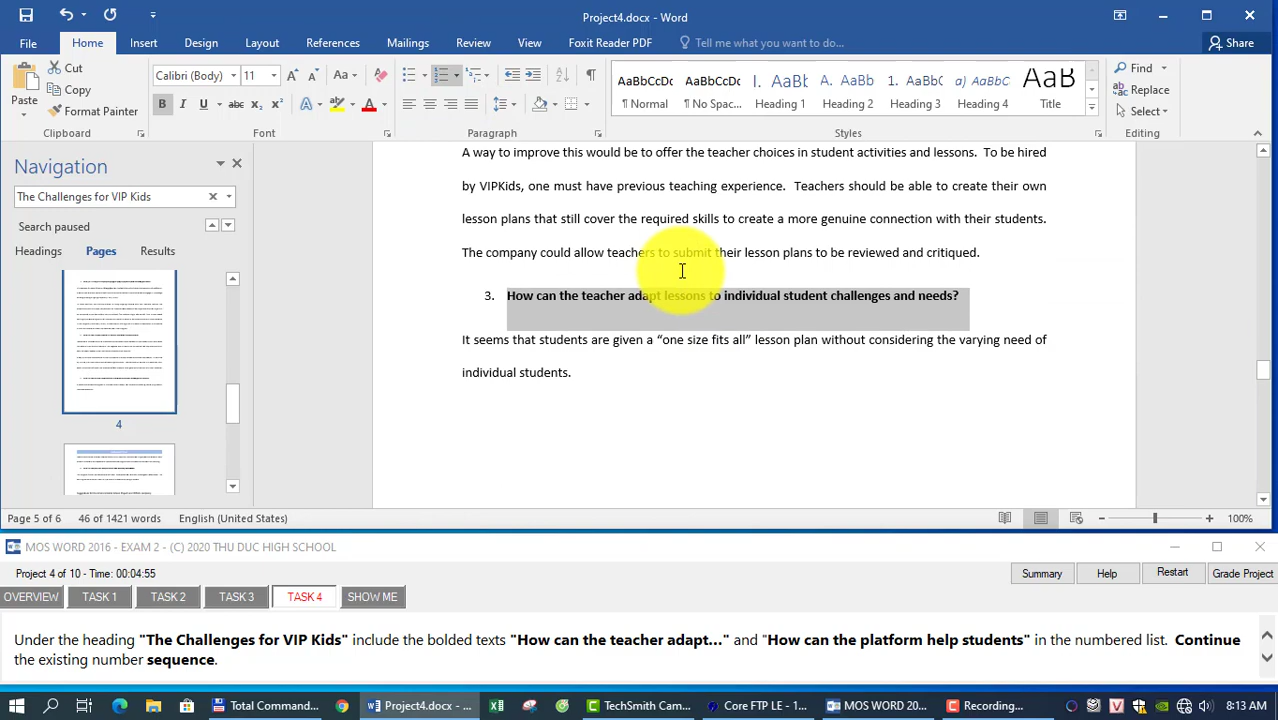 Project4.docx - Word
File
Home
Insert
Design
Layout
References
Mailings
Review
View
Foxit Reader PDF
Tell me what you want to do...
Share
Paste
Cut
Copy
Format Painter
Clipboard
Calibri (Body)
11
Font
Paragraph
AaBbCcDc
¶ Normal
AaBbCcDc
¶ No Spac...
I. AaBb
Heading 1
A. AaBb
Heading 2
1. AaBbC
Heading 3
a) AaBbC
Heading 4
AaB
Title
Styles
Find
Replace
Select
Editing
Navigation
The Challenges for VIP Kids
Search paused
Headings
Pages
Results
4
A way to improve this would be to offer the teacher choices in student activities and lessons. To be hired
by VIPKids, one must have previous teaching experience. Teachers should be able to create their own
lesson plans that still cover the required skills to create a more genuine connection with their students.
The company could allow teachers to submit their lesson plans to be reviewed and critiqued.
3. How can the teacher adapt lessons to individual student challenges and needs?
It seems that students are given a “one size fits all” lesson plan without considering the varying need of
individual students.
Page 5 of 6
46 of 1421 words
English (United States)
100%
MOS WORD 2016 - EXAM 2 - (C) 2020 THU DUC HIGH SCHOOL
Project 4 of 10 - Time: 00:04:55
Summary
Help
Restart
Grade Project
OVERVIEW
TASK 1
TASK 2
TASK 3
TASK 4
SHOW ME
Under the heading "The Challenges for VIP Kids" include the bolded texts "How can the teacher adapt..." and "How can the platform help students" in the numbered list. Continue
the existing number sequence.
Total Command...
Project4.docx - ...
TechSmith Cam...
Core FTP LE - 1...
MOS WORD 20...
Recording...
8:13 AM